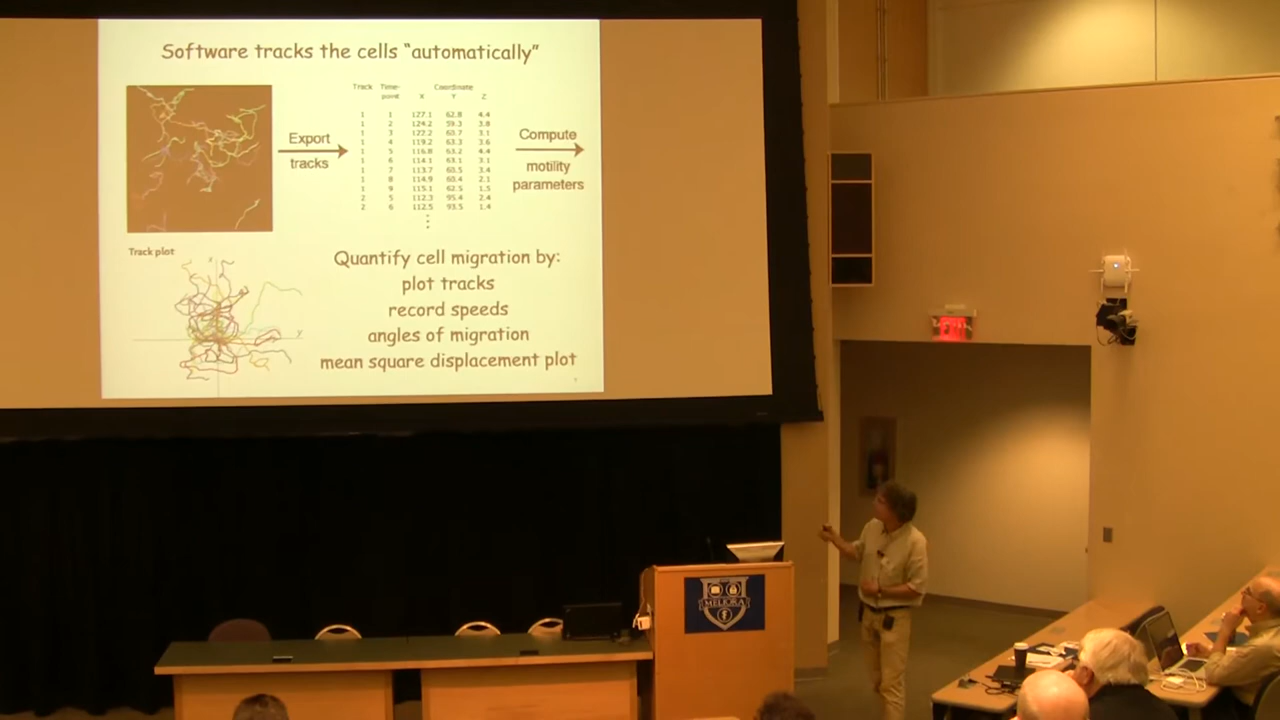 Software tracks the cells "automatically"
Track Time-point Coordinate
X Y Z
1 1 127.1 62.8 4.4
1 2 124.2 59.3 3.8
1 3 122.2 60.7 3.1
1 4 119.2 63.3 3.6
1 5 116.8 63.2 4.4
1 6 114.1 63.1 3.1
1 7 113.7 60.5 3.4
1 8 114.9 60.4 2.1
1 9 115.1 62.5 1.5
2 5 112.3 95.4 2.4
2 6 112.5 93.5 1.4
Export
tracks
Compute
motility
parameters
Track plot
x
y
Quantify cell migration by:
plot tracks
record speeds
angles of migration
mean square displacement plot
EXIT
MELIORA